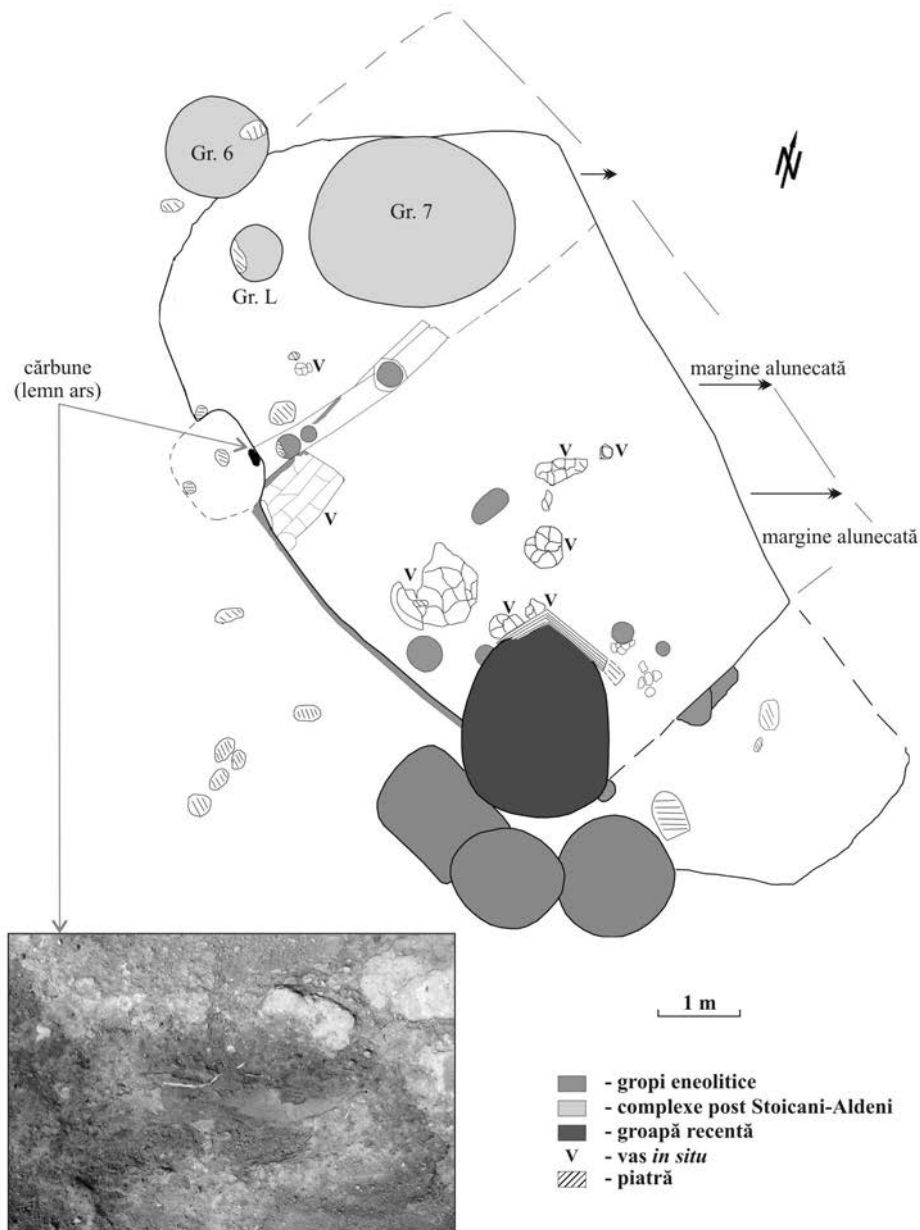 Gr. 6
N
Gr. 7
Gr. L
V
cărbune
(lemn ars)
margine alunecată
V
V
V
V
margine alunecată
V
V
V
1 m
- gropi eneolitice
- complexe post Stoicani-Aldeni
- groapă recentă
V - vas in situ
- piatră